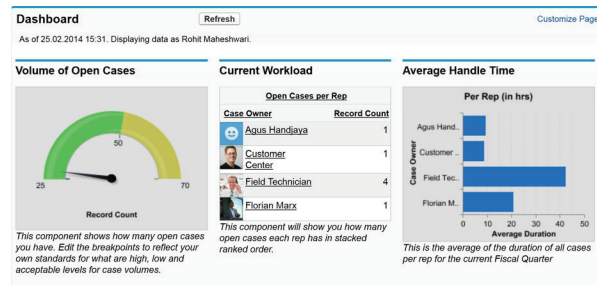 Dashboard
Refresh
Customize Page
As of 25.02.2014 15:31. Displaying data as Rohit Maheshwari.
Volume of Open Cases
50
25
70
Record Count
This component shows how many open cases
you have. Edit the breakpoints to reflect your
own standards for what are high, low and
acceptable levels for case volumes.
Current Workload
Open Cases per Rep
Case Owner Record Count
Agus Handjaya 1
Customer 1
Center
Field Technician 4
Florian Marx 1
This component will show you how many
open cases each rep has in stacked
ranked order.
Average Handle Time
Per Rep (in hrs)
Case Owner
Agus Hand..
Customer ..
Field Tec..
Florian M..
0 10 20 30 40 50
Average Duration
This is the average of the duration of all cases
per rep for the current Fiscal Quarter